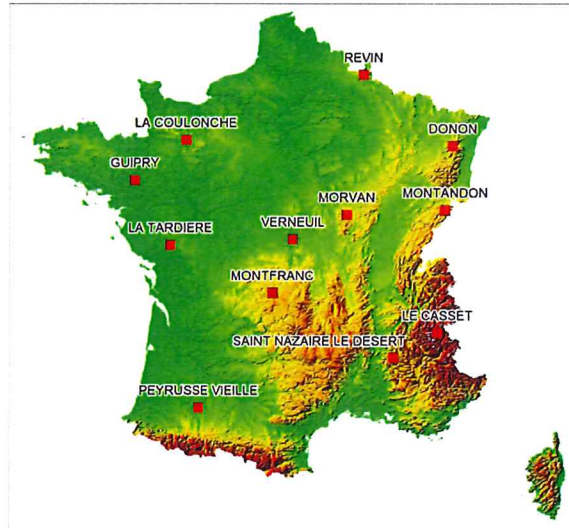 REVIN
LA COULONCHE
DONON
GUIPRY
MORVAN
MONTANDON
LA TARDIERE
VERNEUIL
MONTFRANC
LE CASSET
SAINT NAZAIRE LE DESERT
PEYRUSSE VIEILLE